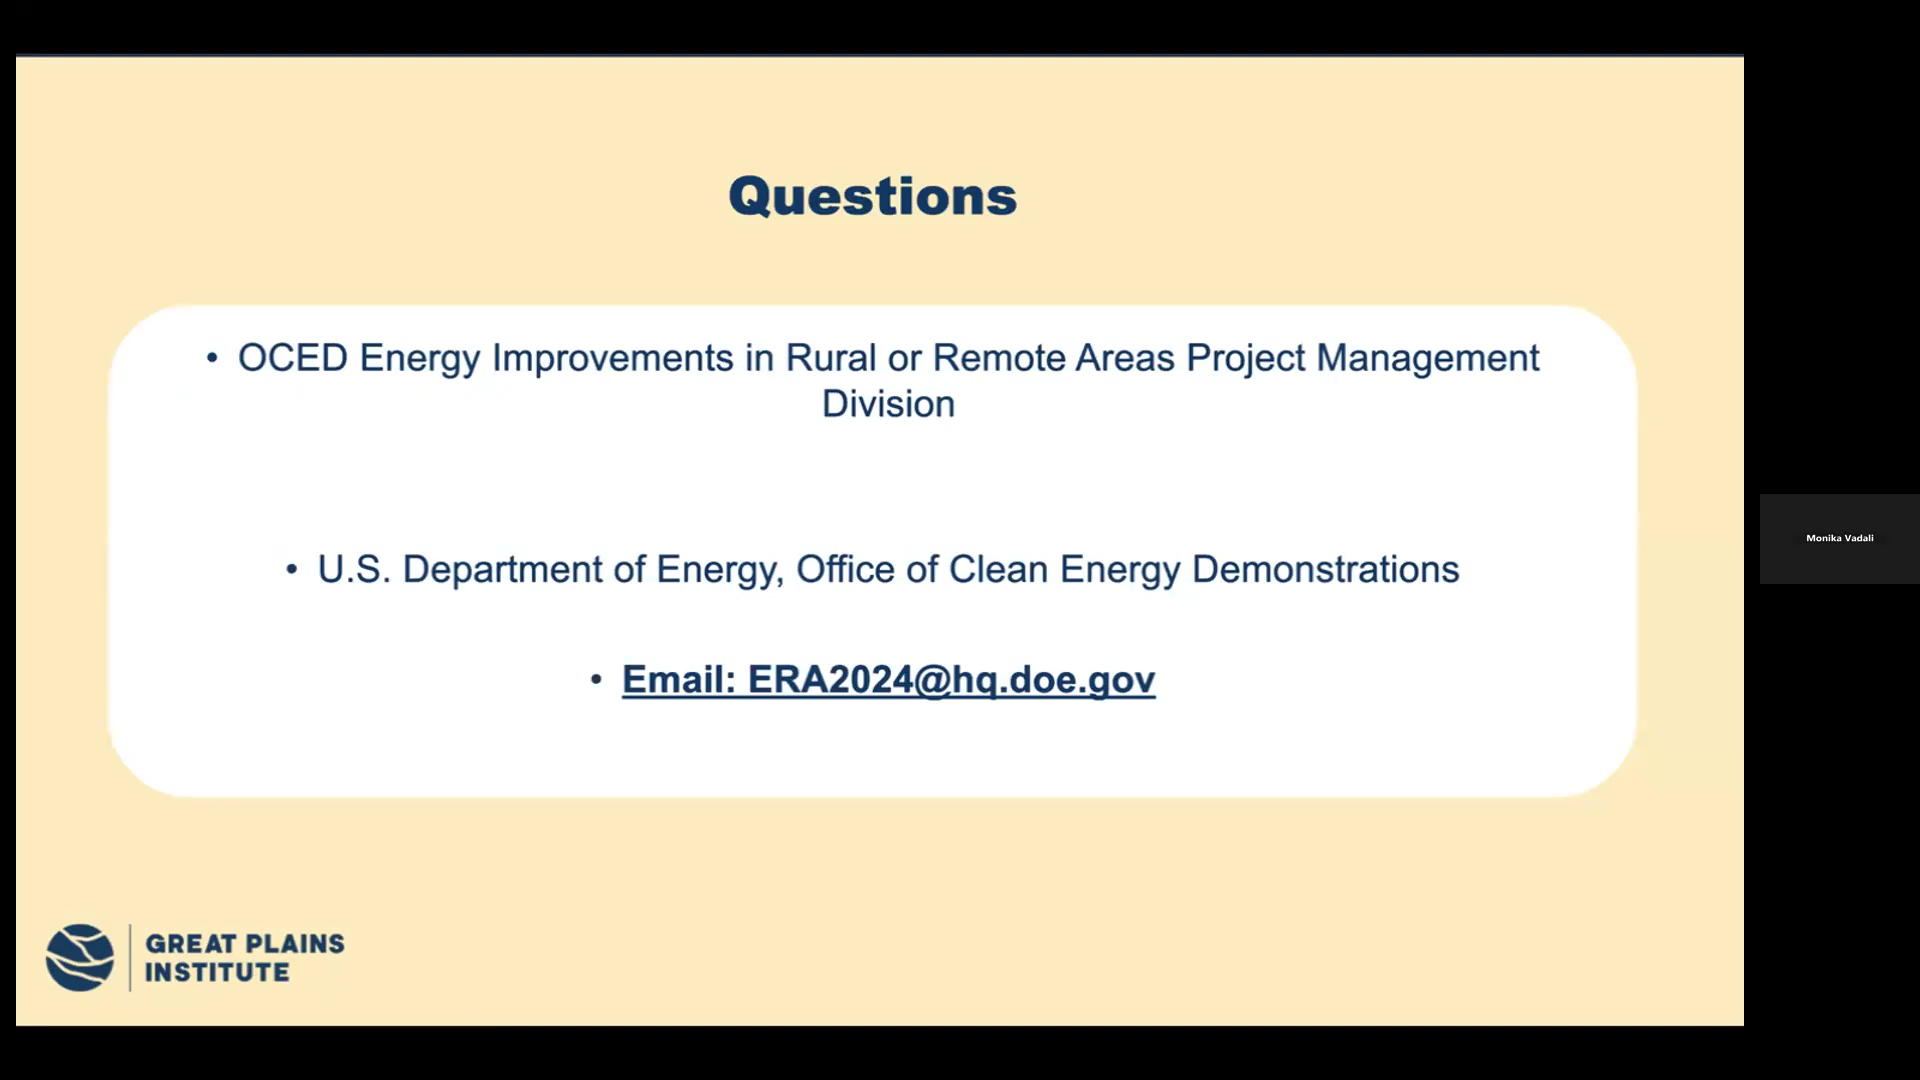 Questions
• OCED Energy Improvements in Rural or Remote Areas Project Management
Division
• U.S. Department of Energy, Office of Clean Energy Demonstrations
• Email: ERA2024@hq.doe.gov
Monika Vadali
GREAT PLAINS
INSTITUTE